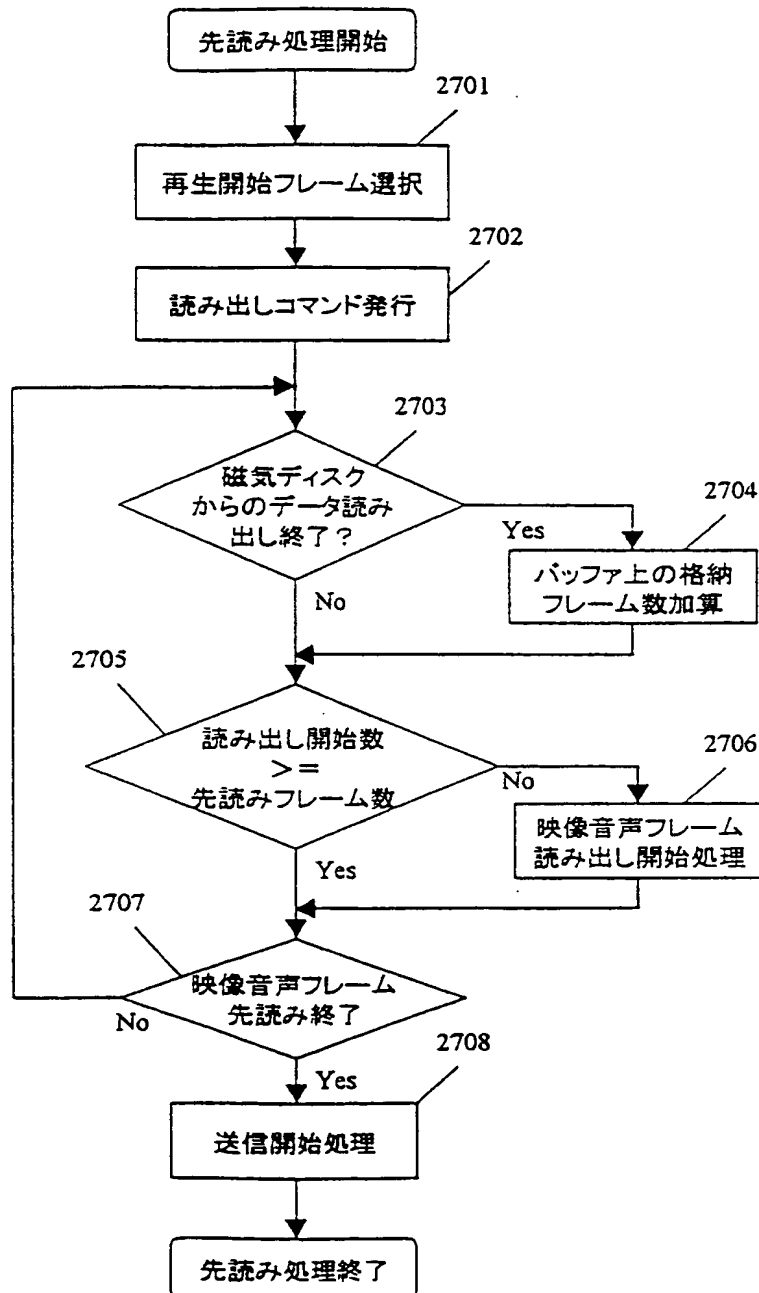 先読み処理開始
2701
再生開始フレーム選択
2702
読み出しコマンド発行
2703
磁気ディスク
からのデータ読み
出し終了？
Yes
2704
バッファ上の格納
フレーム数加算
No
2705
読み出し開始数
>=
先読みフレーム数
No
2706
映像音声フレーム
読み出し開始処理
Yes
2707
映像音声フレーム
先読み終了
No
2708
Yes
送信開始処理
先読み処理終了